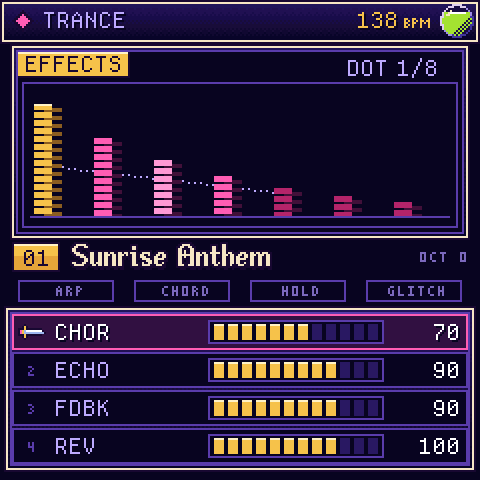 TRANCE 138 BPM
EFFECTS DOT 1/8
01 Sunrise Anthem OCT 0
ARP CHORD HOLD GLITCH
CHOR 70
2 ECHO 90
3 FDBK 90
4 REV 100